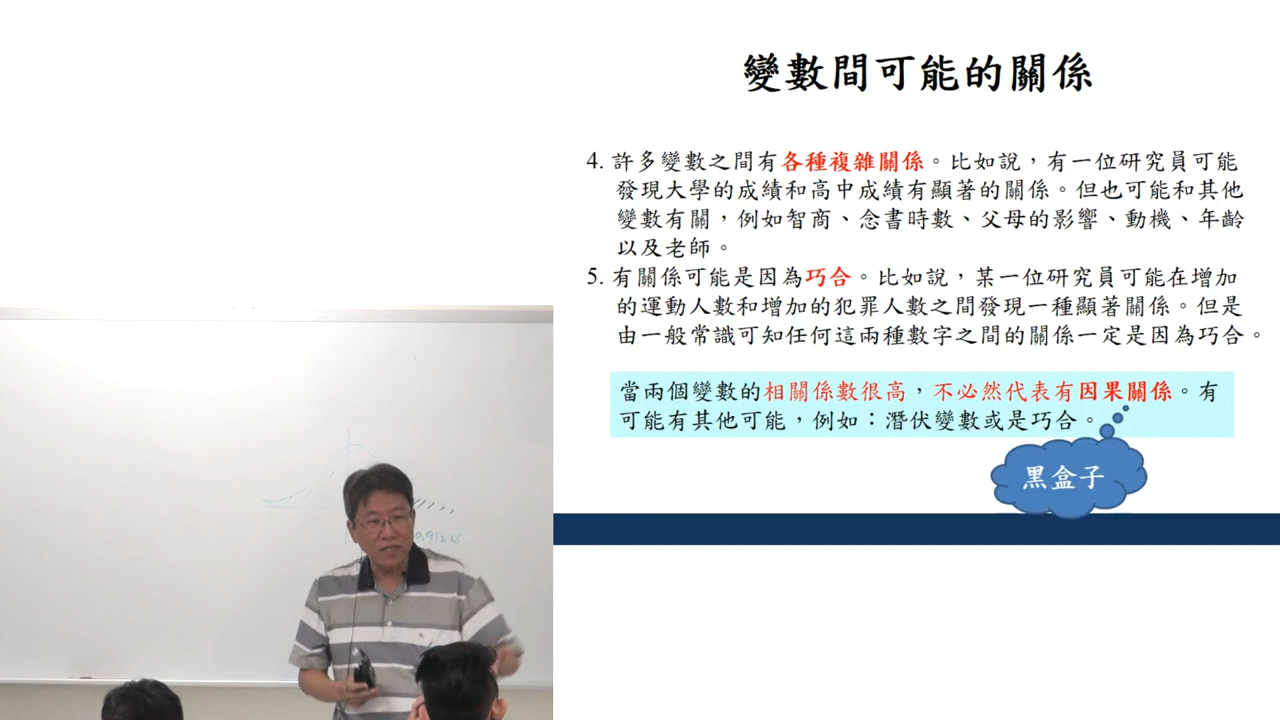 變數間可能的關係
4. 許多變數之間有各種複雜關係。比如說，有一位研究員可能
發現大學的成績和高中成績有顯著的關係。但也可能和其他
變數有關，例如智商、念書時數、父母的影響、動機、年齡
以及老師。
5. 有關係可能是因為巧合。比如說，某一位研究員可能在增加
的運動人數和增加的犯罪人數之間發現一種顯著關係。但是
由一般常識可知任何這兩種數字之間的關係一定是因為巧合。
當兩個變數的相關係數很高，不必然代表有因果關係。有
可能有其他可能，例如：潛伏變數或是巧合。
黑盒子